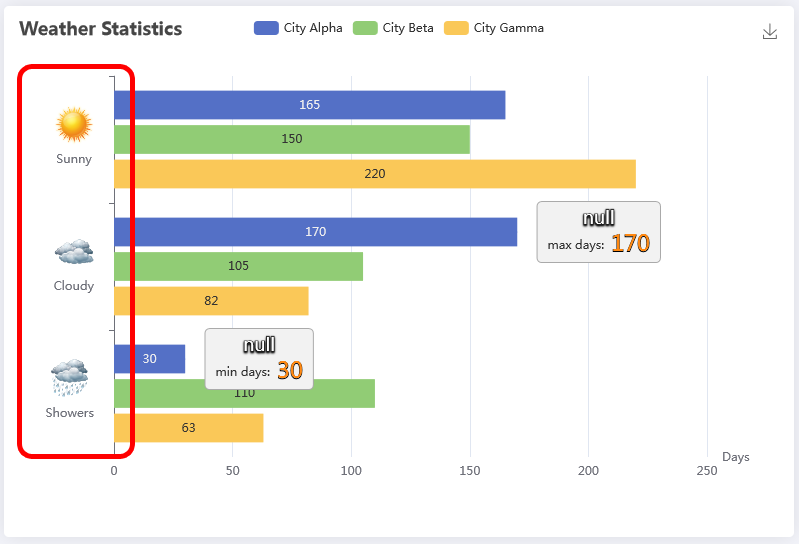 Weather Statistics
City Alpha City Beta City Gamma
Sunny
165
150
220
null
max days: 170
Cloudy
170
105
82
null
min days: 30
Showers
30
110
63
Days
0 50 100 150 200 250